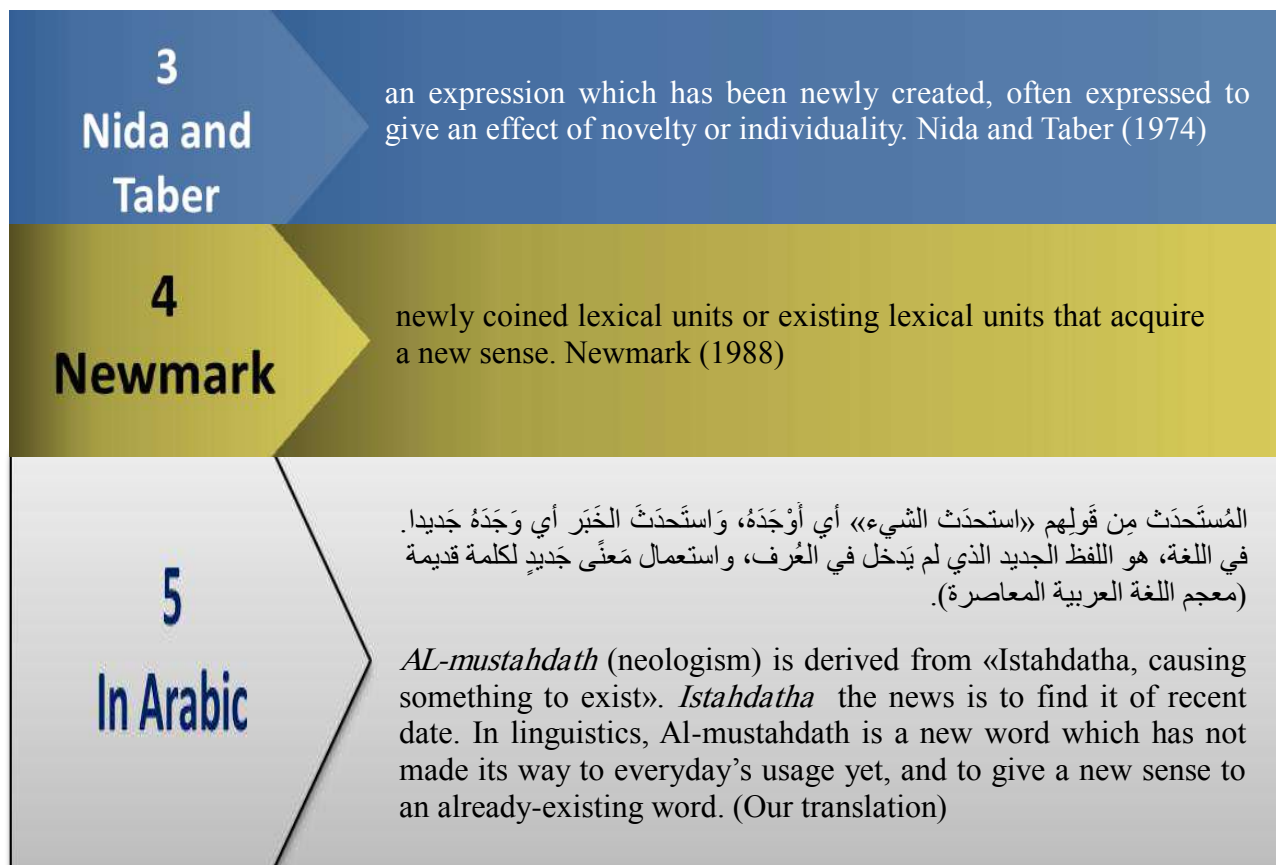 3
Nida and
Taber
an expression which has been newly created, often expressed to
give an effect of novelty or individuality. Nida and Taber (1974)
4
Newmark
newly coined lexical units or existing lexical units that acquire
a new sense. Newmark (1988)
5
In Arabic
المُستَحدَث مِن قَولِهم «استحدَث الشيء» أي أَوْجَدَهُ، وَاستَحدَثَ الخَبَر أي وَجَدَهُ جَديدا.
في اللغة، هو اللفظ الجديد الذي لم يَدخل في العُرف، واستعمال مَعنًى جَديدٍ لكلمة قديمة
(معجم اللغة العربية المعاصرة).
AL-mustahdath (neologism) is derived from «Istahdatha, causing
something to exist». Istahdatha the news is to find it of recent
date. In linguistics, Al-mustahdath is a new word which has not
made its way to everyday’s usage yet, and to give a new sense to
an already-existing word. (Our translation)